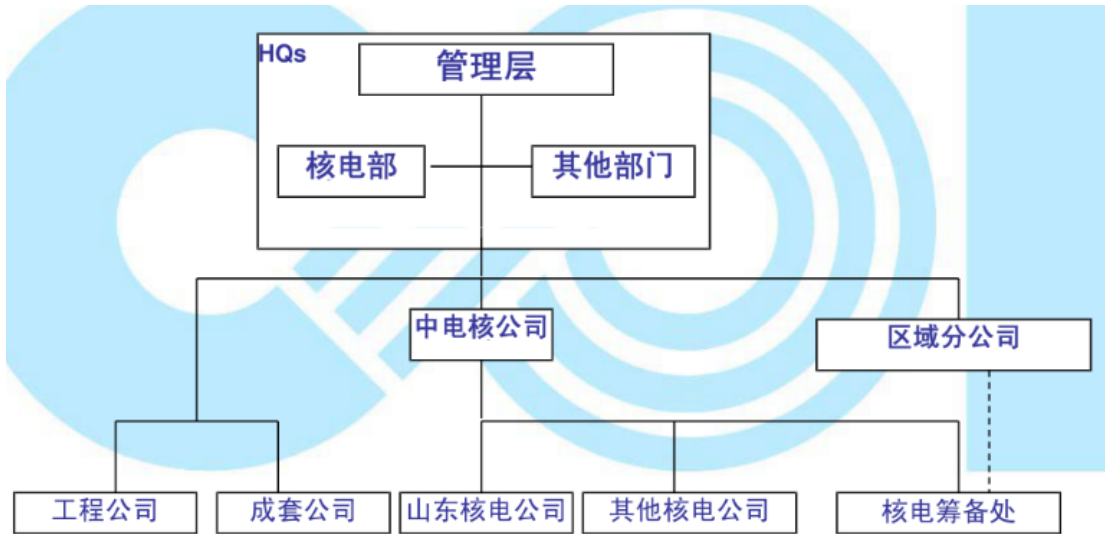 HQs
管理层
核电部
其他部门
中电核公司
区域分公司
工程公司
成套公司
山东核电公司
其他核电公司
核电筹备处